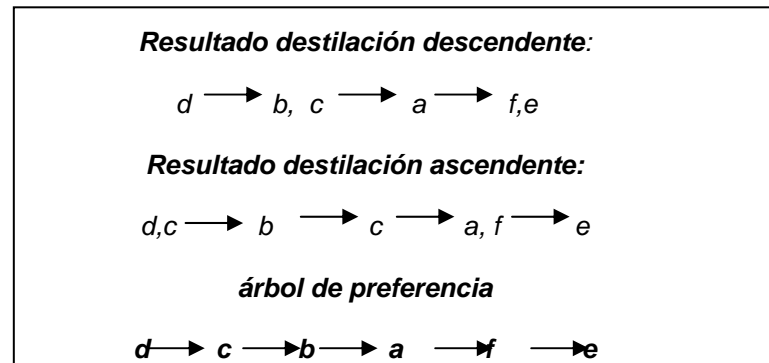 Resultado destilación descendente:
d → b, c → a → f,e
Resultado destilación ascendente:
d,c → b → c → a, f → e
árbol de preferencia
d → c → b → a → f → e